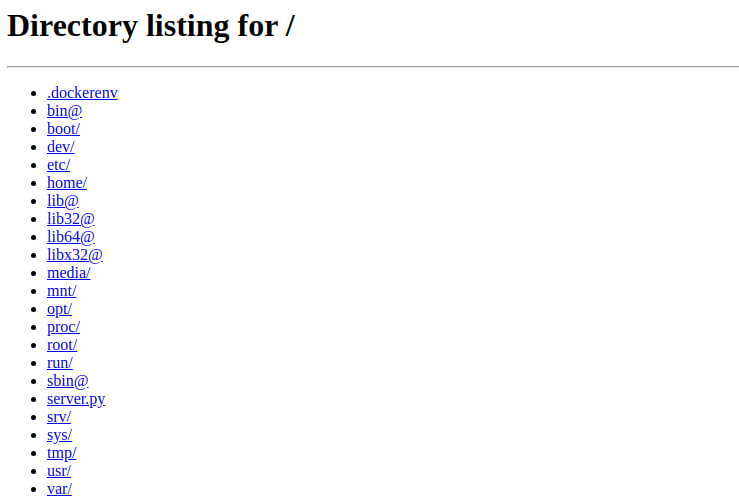 Directory listing for /
.dockerenv
bin@
boot/
dev/
etc/
home/
lib@
lib32@
lib64@
libx32@
media/
mnt/
opt/
proc/
root/
run/
sbin@
server.py
srv/
sys/
tmp/
usr/
var/